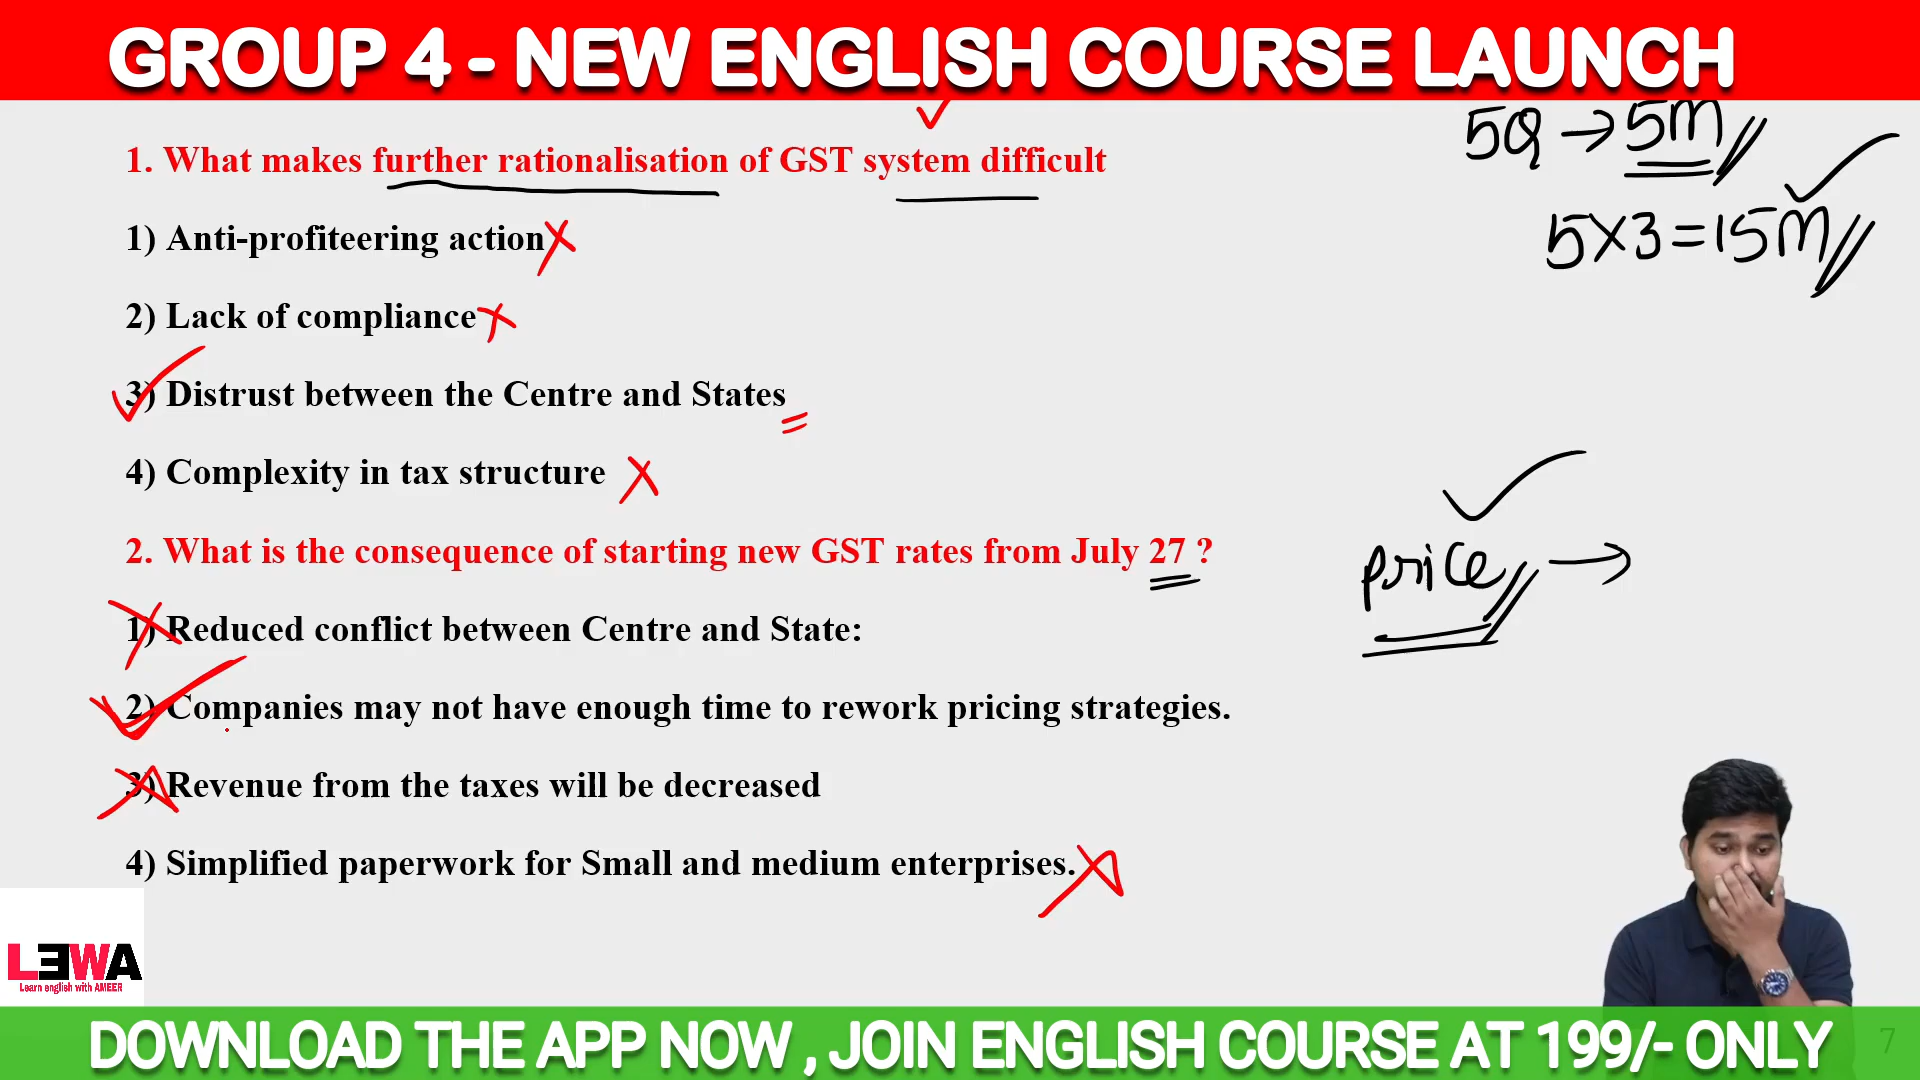 GROUP 4 - NEW ENGLISH COURSE LAUNCH
5Q → 5M
5×3=15M
1. What makes further rationalisation of GST system difficult
1) Anti-profiteering action
2) Lack of compliance
3) Distrust between the Centre and States
4) Complexity in tax structure
2. What is the consequence of starting new GST rates from July 27 ?
price →
1) Reduced conflict between Centre and State:
2) Companies may not have enough time to rework pricing strategies.
3) Revenue from the taxes will be decreased
4) Simplified paperwork for Small and medium enterprises.
LEWA
Learn english with AMEER
DOWNLOAD THE APP NOW , JOIN ENGLISH COURSE AT 199/- ONLY
7